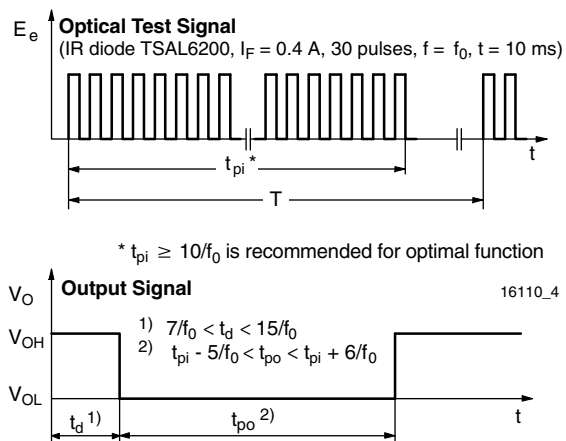 E_e Optical Test Signal
(IR diode TSAL6200, I_F = 0.4 A, 30 pulses, f = f_0, t = 10 ms)
t
t_pi *
T
* t_pi ≥ 10/f_0 is recommended for optimal function
V_O Output Signal 16110_4
V_OH
1) 7/f_0 < t_d < 15/f_0
2) t_pi - 5/f_0 < t_po < t_pi + 6/f_0
V_OL
t_d 1) t_po 2) t